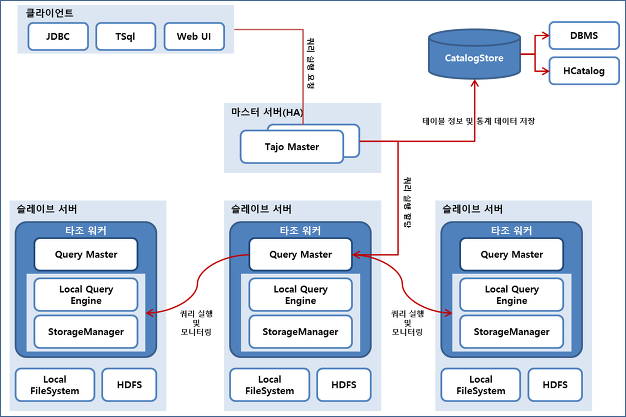 클라이언트
JDBC
TSql
Web UI
쿼리 실행 요청
CatalogStore
DBMS
HCatalog
마스터 서버(HA)
Tajo Master
테이블 정보 및 통계 데이터 저장
쿼리 실행 할당
슬레이브 서버
타조 워커
Query Master
Local Query
Engine
StorageManager
Local
FileSystem
HDFS
쿼리 실행
및
모니터링
슬레이브 서버
타조 워커
Query Master
Local Query
Engine
StorageManager
Local
FileSystem
HDFS
쿼리 실행
및
모니터링
슬레이브 서버
타조 워커
Query Master
Local Query
Engine
StorageManager
Local
FileSystem
HDFS